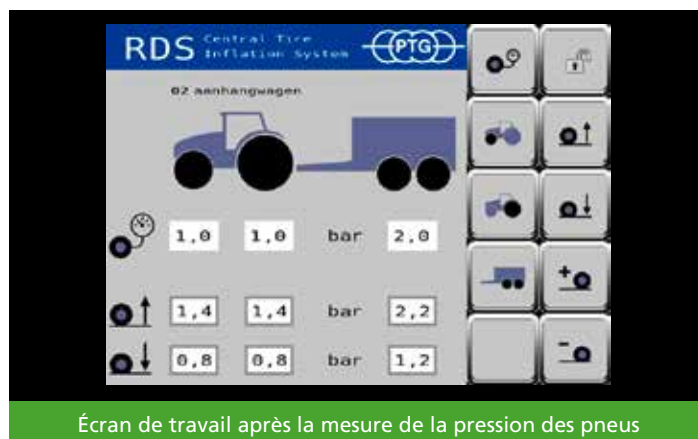 RDS Central Tire
Inflation System
PTG
02 aanhangwagen
1,0 1,0 bar 2,0
1,4 1,4 bar 2,2
0,8 0,8 bar 1,2
Écran de travail après la mesure de la pression des pneus